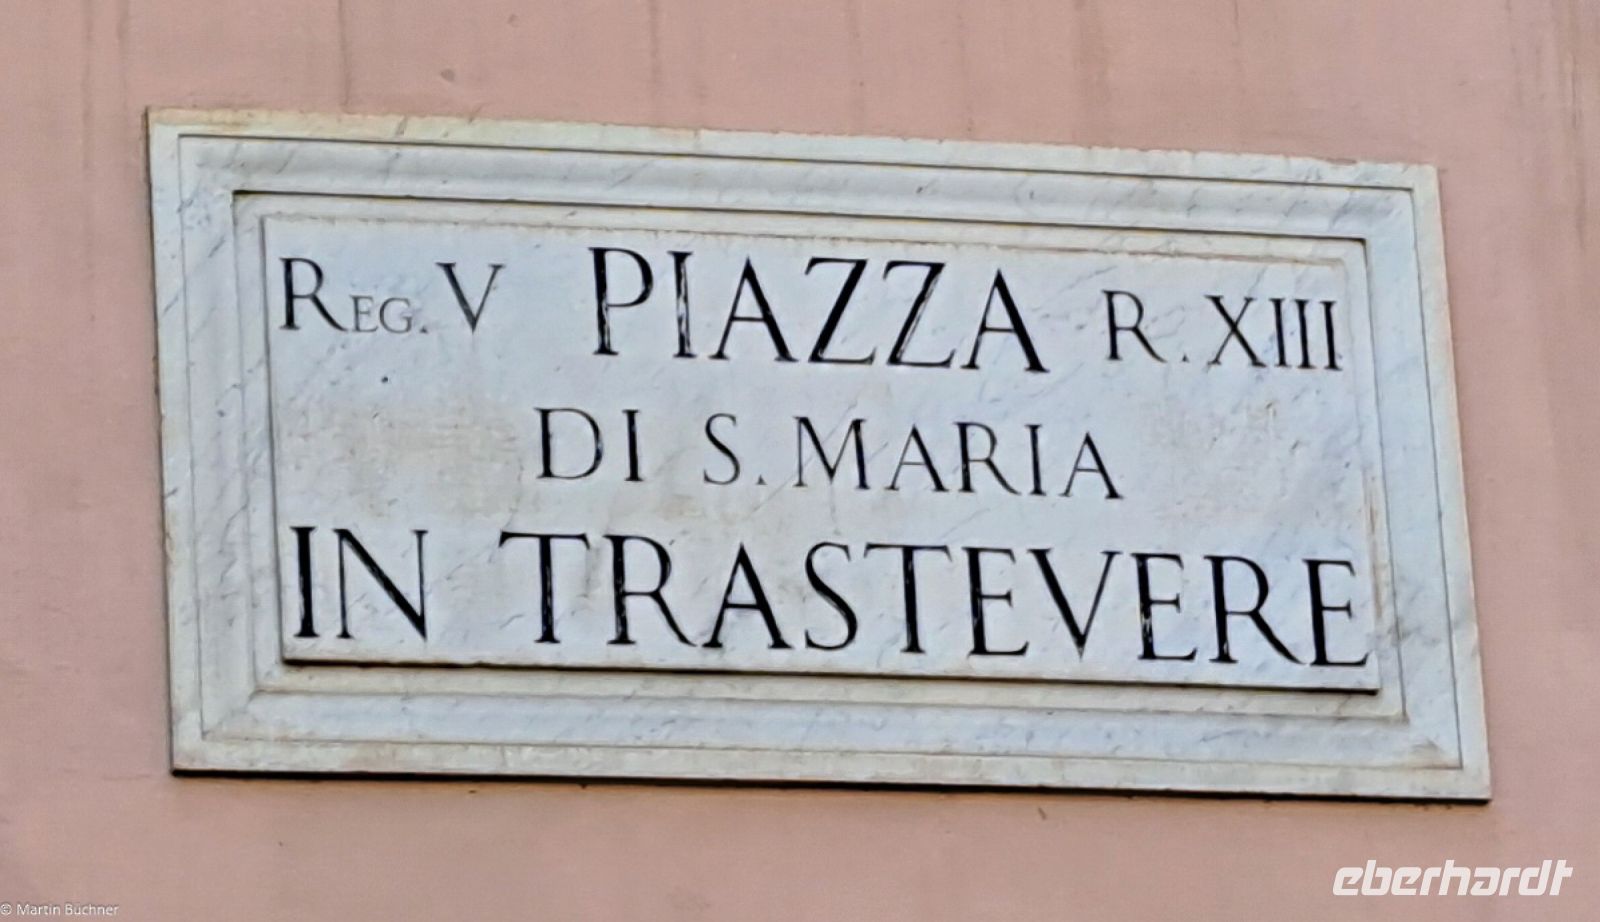 REG. V PIAZZA R. XIII
DI S. MARIA
IN TRASTEVERE
eberhardt
© Martin Büchner